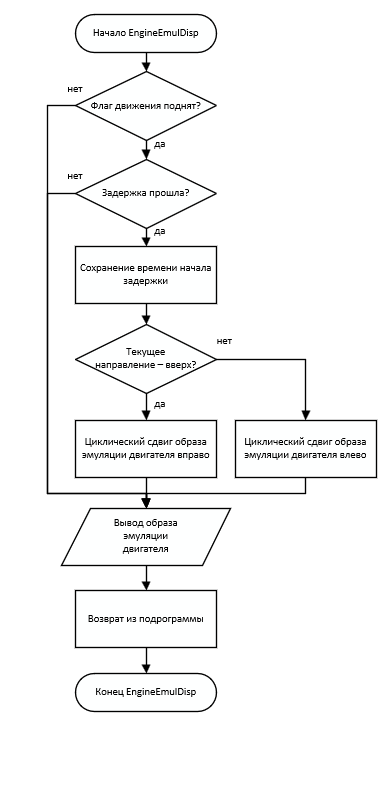 Начало EngineEmulDisp
нет
Флаг движения поднят?
да
нет
Задержка прошла?
да
Сохранение времени начала
задержки
нет
Текущее
направление – вверх?
да
Циклический сдвиг образа
эмуляции двигателя вправо
Циклический сдвиг образа
эмуляции двигателя влево
Вывод образа
эмуляции
двигателя
Возврат из подрограммы
Конец EngineEmulDisp